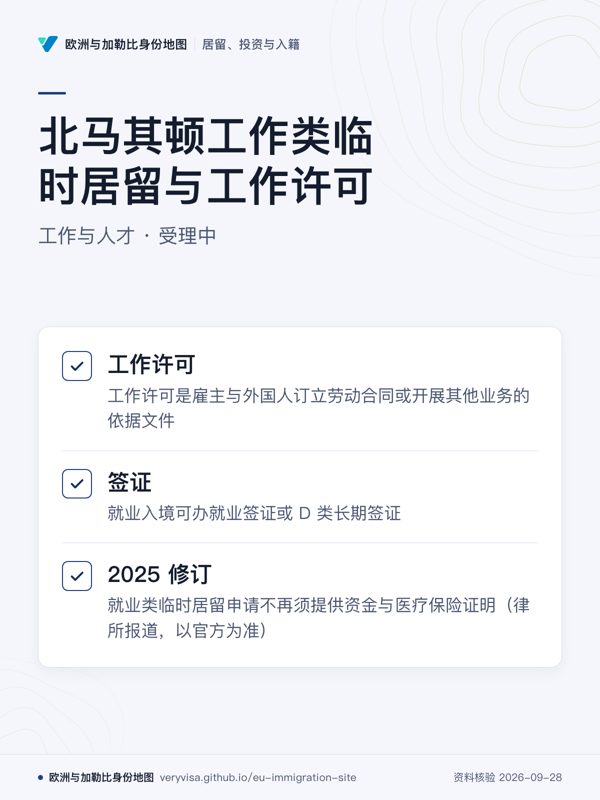 欧洲与加勒比身份地图 | 居留、投资与入籍
北马其顿工作类临
时居留与工作许可
工作与人才 · 受理中
工作许可
工作许可是雇主与外国人订立劳动合同或开展其他业务的
依据文件
签证
就业入境可办就业签证或 D 类长期签证
2025 修订
就业类临时居留申请不再须提供资金与医疗保险证明（律
所报道，以官方为准）
欧洲与加勒比身份地图 veryvisa.github.io/eu-immigration-site 资料核验 2026-09-28